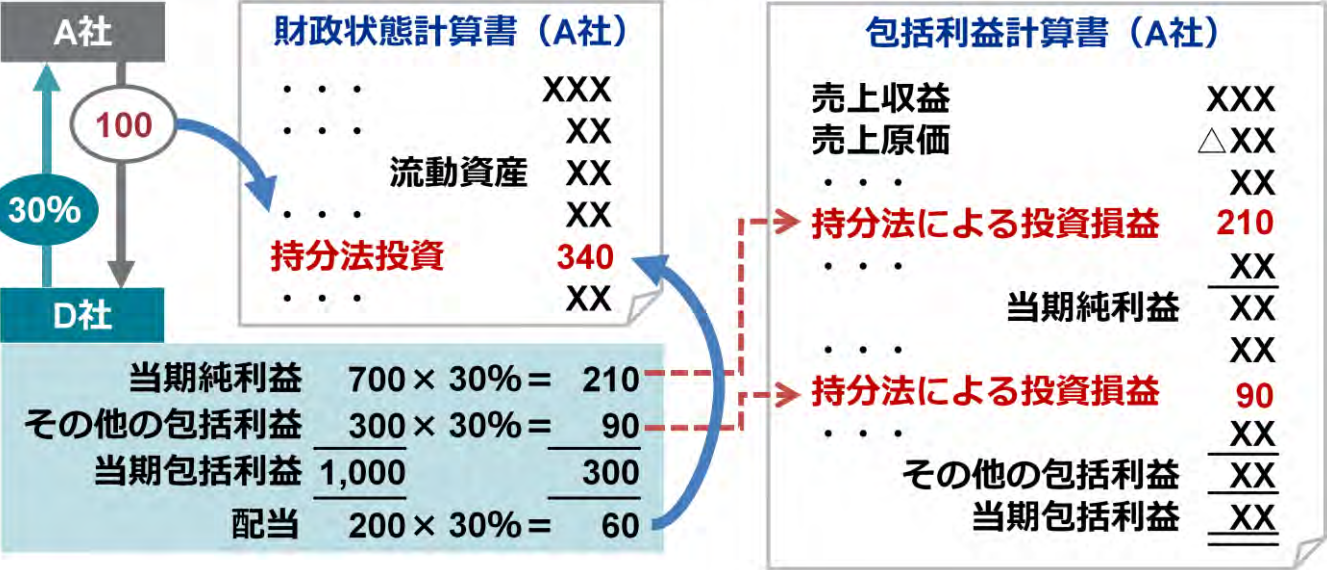 A社
100
30%
D社
財政状態計算書（A社）
・・・ XXX
・・・ XX
流動資産 XX
・・・ XX
持分法投資 340
・・・ XX
当期純利益 700 × 30% = 210
その他の包括利益 300 × 30% = 90
当期包括利益 1,000 300
配当 200 × 30% = 60
包括利益計算書（A社）
売上収益 XXX
売上原価 △XX
・・・ XX
持分法による投資損益 210
・・・ XX
当期純利益 XX
・・・ XX
持分法による投資損益 90
・・・ XX
その他の包括利益 XX
当期包括利益 XX